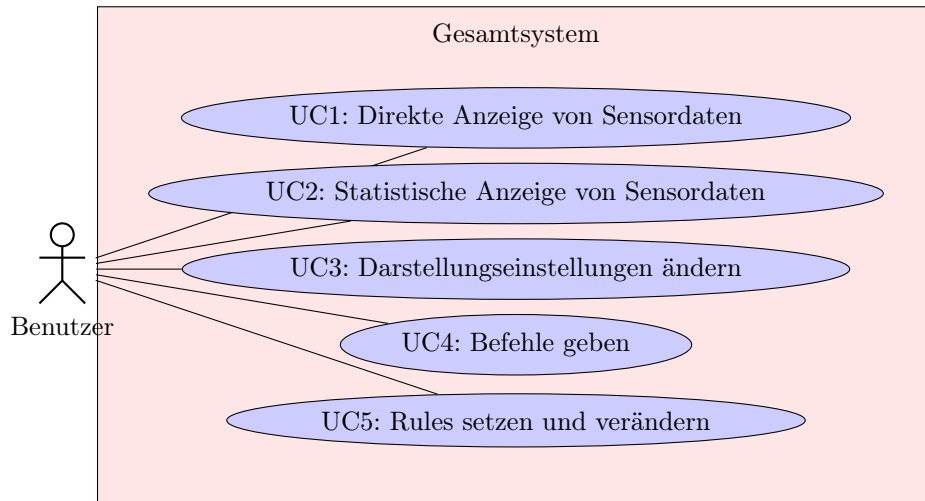 Gesamtsystem
UC1: Direkte Anzeige von Sensordaten
UC2: Statistische Anzeige von Sensordaten
UC3: Darstellungseinstellungen ändern
Benutzer
UC4: Befehle geben
UC5: Rules setzen und verändern